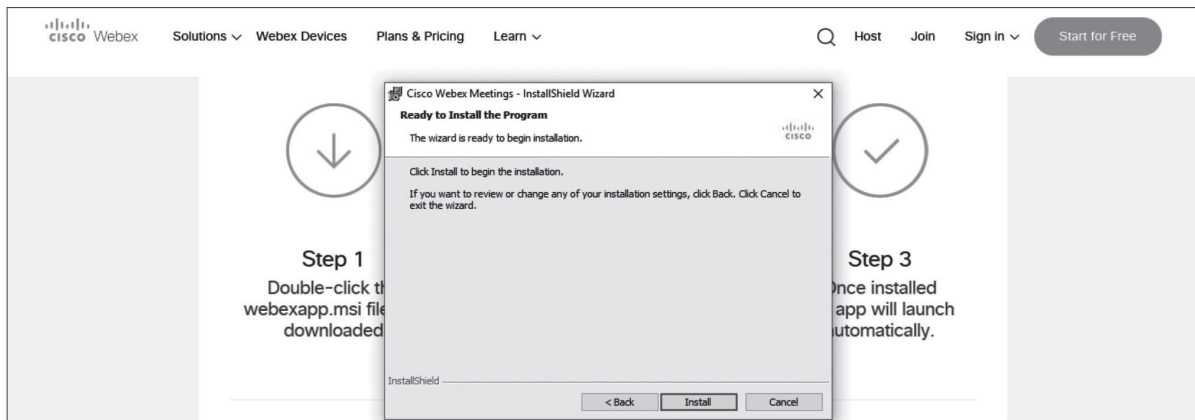 CISCO Webex Solutions Webex Devices Plans & Pricing Learn Host Join Sign in Start for Free
Cisco Webex Meetings - InstallShield Wizard
Ready to Install the Program
The wizard is ready to begin installation.
CISCO
Click Install to begin the installation.
If you want to review or change any of your installation settings, click Back. Click Cancel to
exit the wizard.
InstallShield
< Back Install Cancel
Step 1
Double-click
webexapp.msi
downloaded
Step 3
installed
app will launch